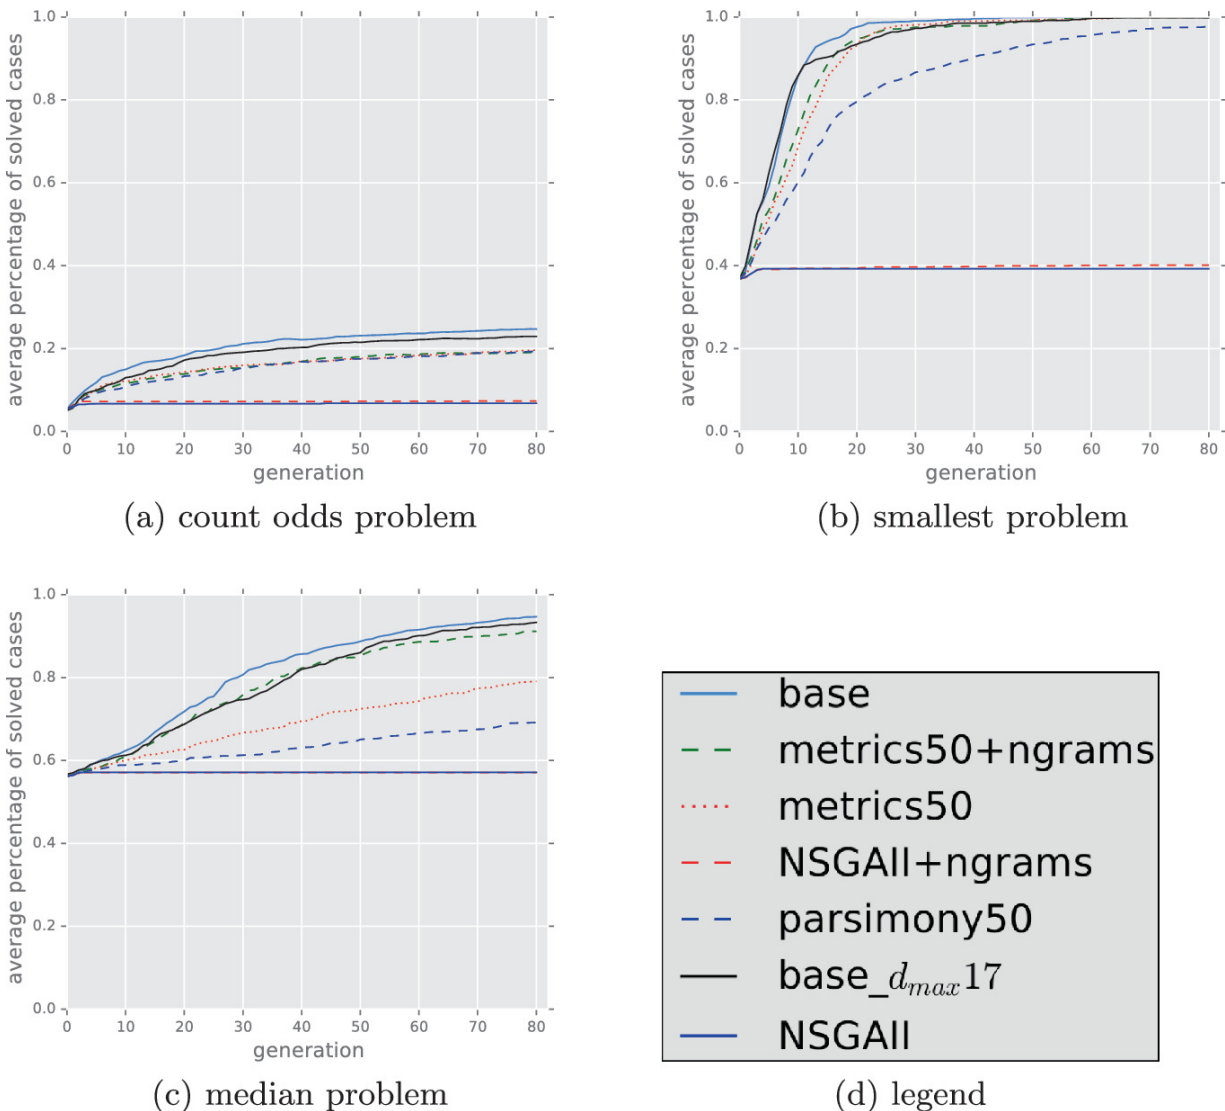 1.0
0.8
0.6
0.4
0.2
0.0
average percentage of solved cases
0 10 20 30 40 50 60 70 80
generation
(a) count odds problem
1.0
0.8
0.6
0.4
0.2
0.0
average percentage of solved cases
0 10 20 30 40 50 60 70 80
generation
(b) smallest problem
1.0
0.8
0.6
0.4
0.2
0.0
average percentage of solved cases
0 10 20 30 40 50 60 70 80
generation
(c) median problem
base
metrics50+ngrams
metrics50
NSGAII+ngrams
parsimony50
base_dmax17
NSGAII
(d) legend